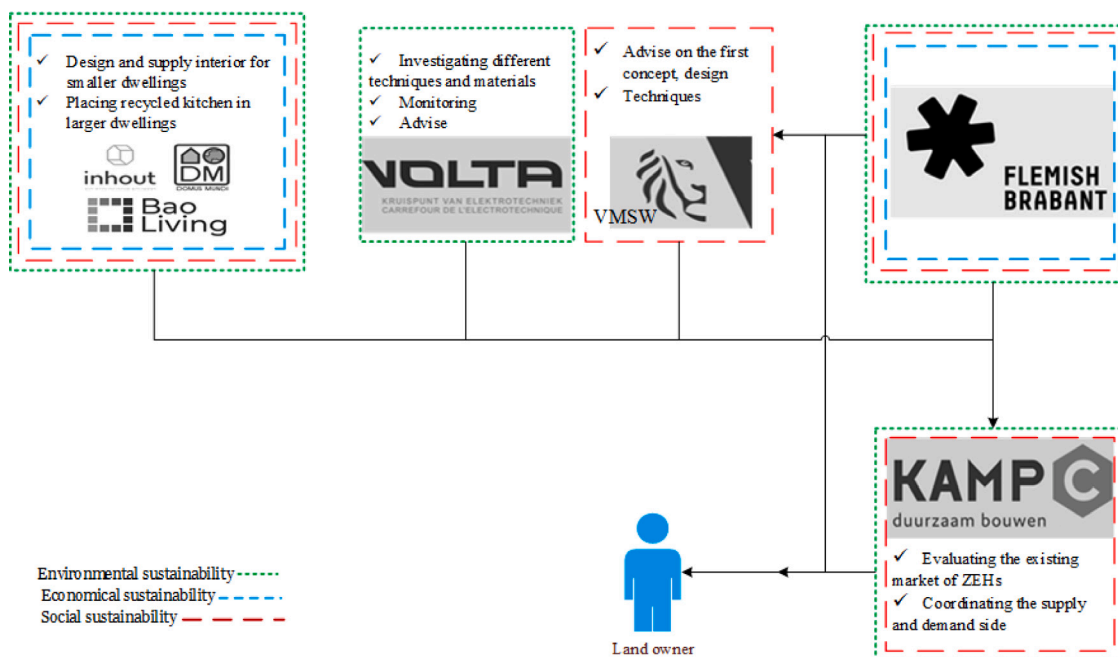 ✓ Design and supply interior for
smaller dwellings
✓ Placing recycled kitchen in
larger dwellings
inhout
DM
DOMUS MUNDI
Bao
Living
✓ Investigating different
techniques and materials
✓ Monitoring
✓ Advise
VOLTA
KRUISPUNT VAN ELEKTROTECHNIEK
CARREFOUR DE L'ELECTROTECHNIQUE
✓ Advise on the first
concept, design
✓ Techniques
VMSW
FLEMISH
BRABANT
KAMP C
duurzaam bouwen
✓ Evaluating the existing
market of ZEHs
✓ Coordinating the supply
and demand side
Land owner
Environmental sustainability
Economical sustainability
Social sustainability